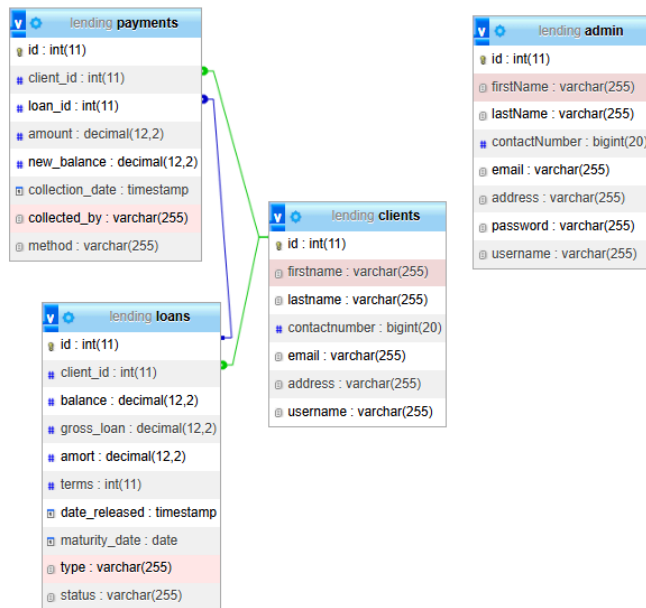 lending payments
id : int(11)
client_id : int(11)
loan_id : int(11)
amount : decimal(12,2)
new_balance : decimal(12,2)
collection_date : timestamp
collected_by : varchar(255)
method : varchar(255)
lending admin
id : int(11)
firstName : varchar(255)
lastName : varchar(255)
contactNumber : bigint(20)
email : varchar(255)
address : varchar(255)
password : varchar(255)
username : varchar(255)
lending clients
id : int(11)
firstname : varchar(255)
lastname : varchar(255)
contactnumber : bigint(20)
email : varchar(255)
address : varchar(255)
username : varchar(255)
lending loans
id : int(11)
client_id : int(11)
balance : decimal(12,2)
gross_loan : decimal(12,2)
amort : decimal(12,2)
terms : int(11)
date_released : timestamp
maturity_date : date
type : varchar(255)
status : varchar(255)